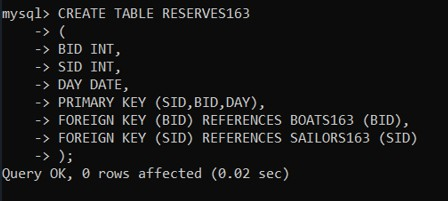 mysql> CREATE TABLE RESERVES163
-> (
-> BID INT,
-> SID INT,
-> DAY DATE,
-> PRIMARY KEY (SID,BID,DAY),
-> FOREIGN KEY (BID) REFERENCES BOATS163 (BID),
-> FOREIGN KEY (SID) REFERENCES SAILORS163 (SID)
-> );
Query OK, 0 rows affected (0.02 sec)